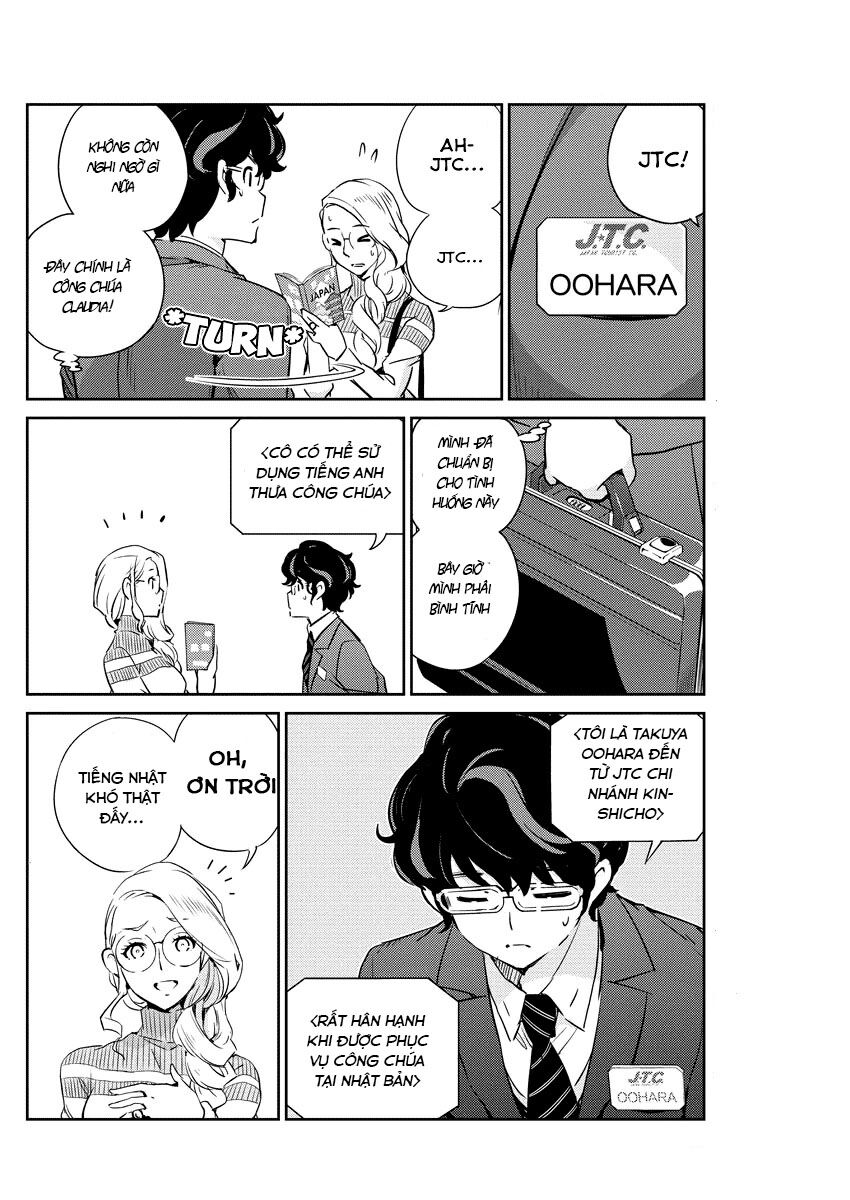 JTC!
J.T.C.
JAPAN TOURIST CO.
OOHARA
AH-
JTC...
JTC...
JAPAN
KHÔNG CÒN
NGHI NGỜ GÌ
NỮA
ĐÂY CHÍNH LÀ
CÔNG CHÚA
CLAUDIA!
*TURN*
MÌNH ĐÃ
CHUẨN BỊ
CHO TÌNH
HUỐNG NÀY
BÂY GIỜ
MÌNH PHẢI
BÌNH TĨNH
<CÔ CÓ THỂ SỬ
DỤNG TIẾNG ANH
THƯA CÔNG CHÚA>
<TÔI LÀ TAKUYA
OOHARA ĐẾN
TỪ JTC CHI
NHÁNH KIN-
SHICHO>
<RẤT HÂN HẠNH
KHI ĐƯỢC PHỤC
VỤ CÔNG CHÚA
TẠI NHẬT BẢN>
J.T.C.
OOHARA
OH,
ƠN TRỜI
TIẾNG NHẬT
KHÓ THẬT
ĐẤY...